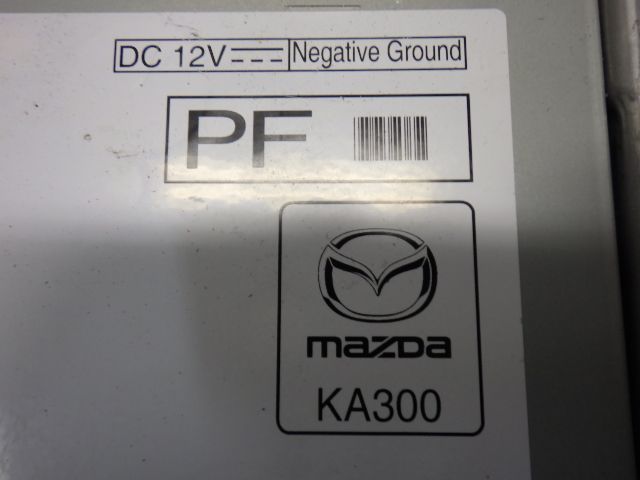 DC 12V Negative Ground
PF
mazda
KA300